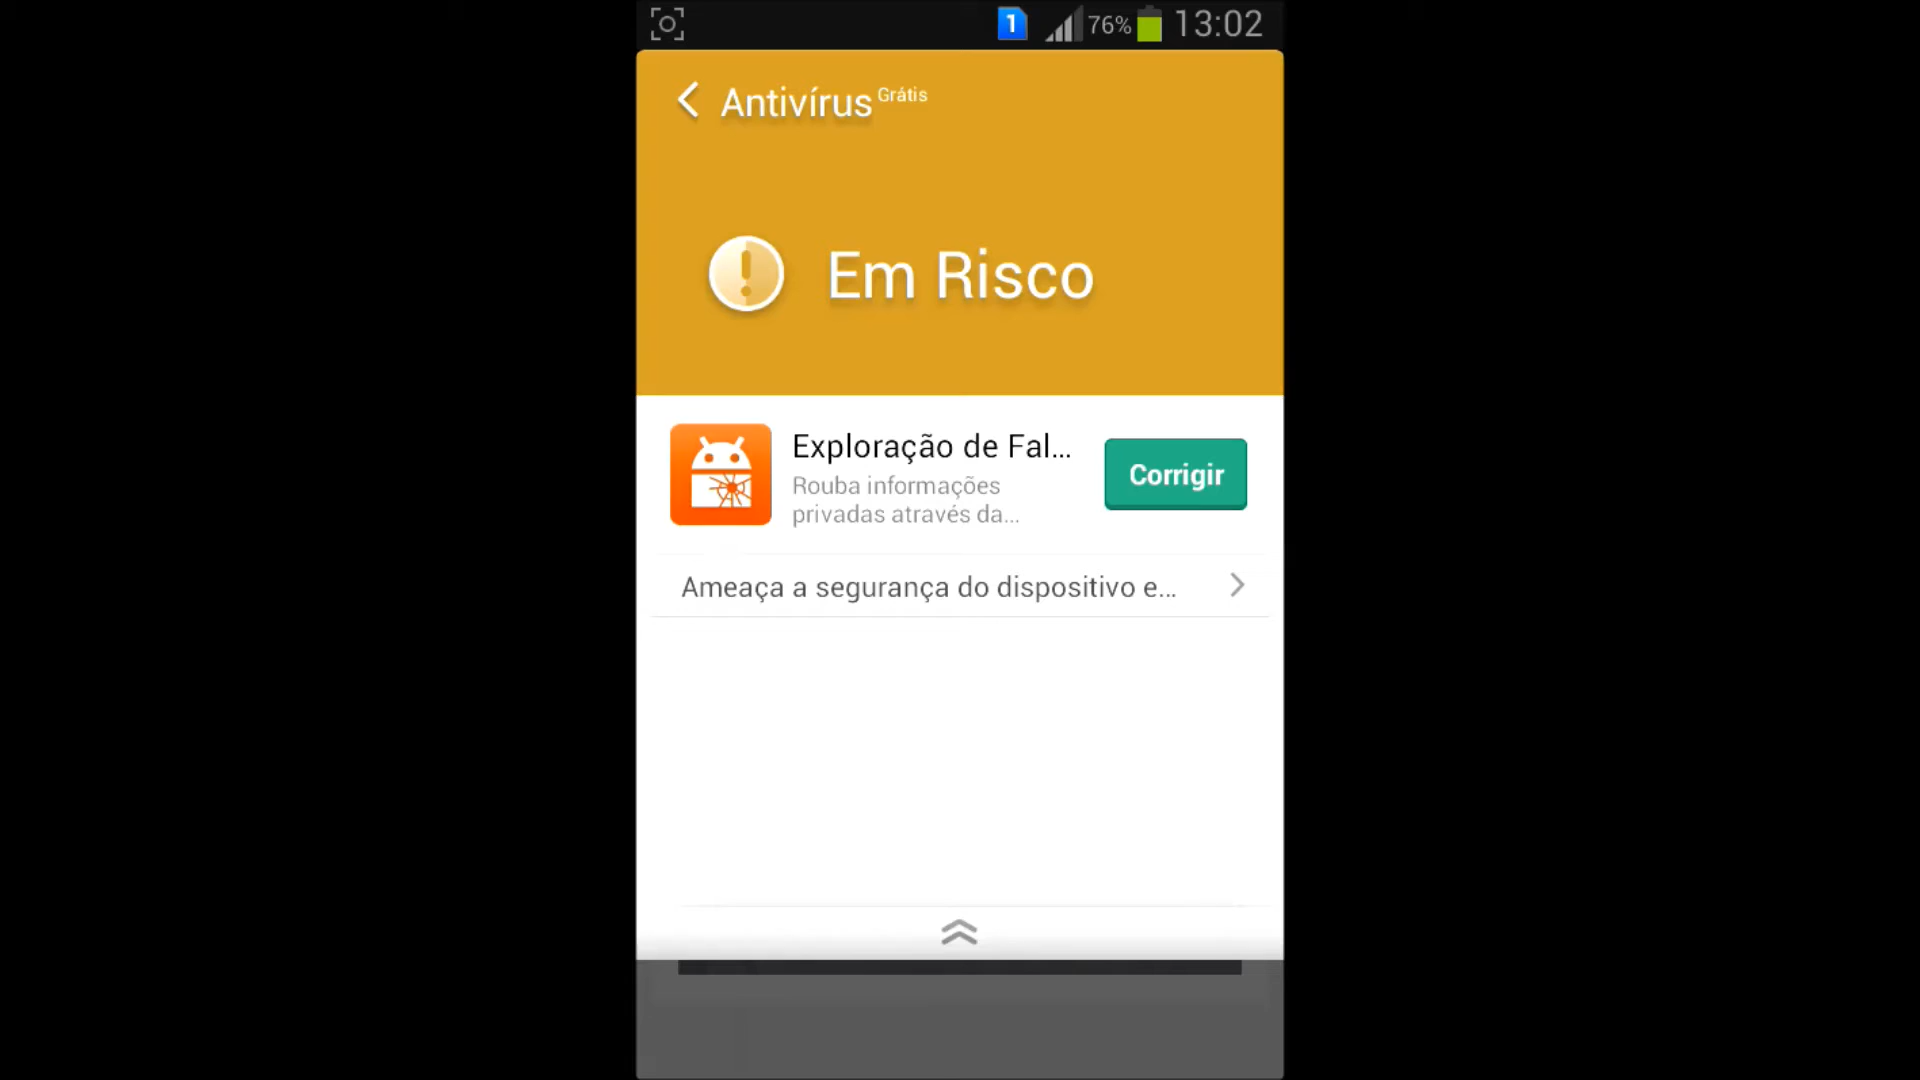 1 76% 13:02
Antivírus Grátis
Em Risco
Exploração de Fal...
Rouba informações
privadas através da...
Corrigir
Ameaça a segurança do dispositivo e...